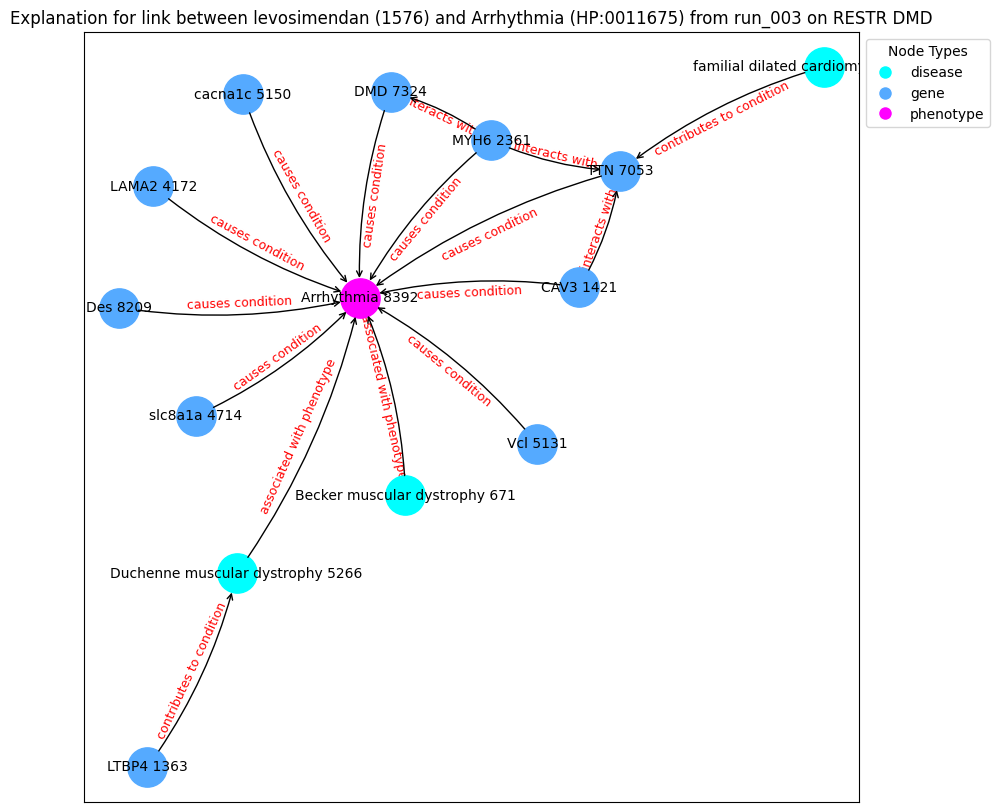 Explanation for link between levosimendan (1576) and Arrhythmia (HP:0011675) from run_003 on RESTR DMD
Node Types
disease
gene
phenotype
familial dilated
cacna1c 5150
DMD 7324
interacts with
MYH6 2361
interacts with
contributes to condition
7053
LAMA2 4172
causes condition
causes condition
causes condition
causes condition
causes condition
interacts with
Des 8209
causes condition
Arrhythmia 8392
causes condition
CAV3 1421
causes condition
associated with phenotype
associated with phenotype
causes condition
slc8a1a 4714
Vcl 5131
Becker muscular dystrophy 671
Duchenne muscular dystrophy 5266
contributes to condition
LTBP4 1363